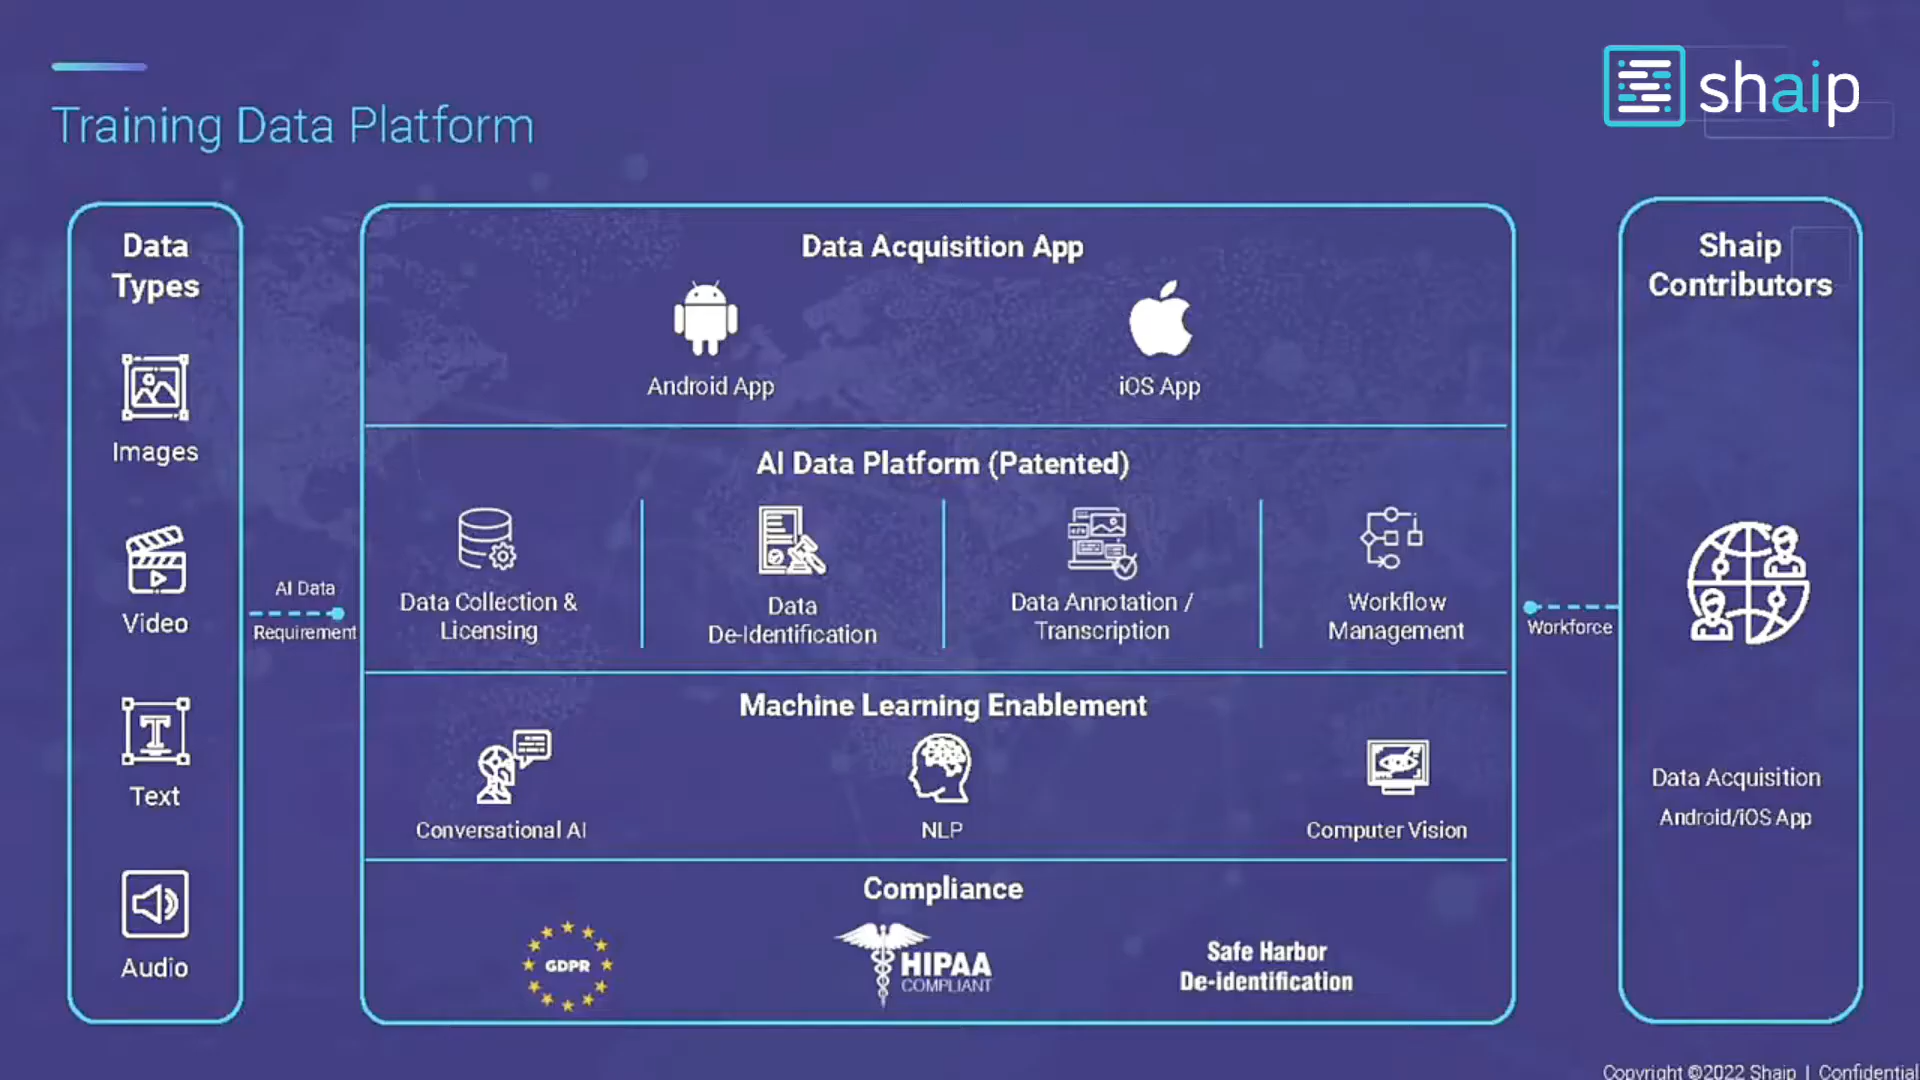 shaip
Training Data Platform
Data
Types
Images
Video
Text
Audio
AI Data
Requirement
Data Acquisition App
Android App
iOS App
AI Data Platform (Patented)
Data Collection &
Licensing
Data
De-Identification
Data Annotation /
Transcription
Workflow
Management
Machine Learning Enablement
Conversational AI
NLP
Computer Vision
Compliance
GDPR
HIPAA
COMPLIANT
Safe Harbor
De-identification
Workforce
Shaip
Contributors
Data Acquisition
Android/iOS App
Copyright ©2022 Shaip | Confidential